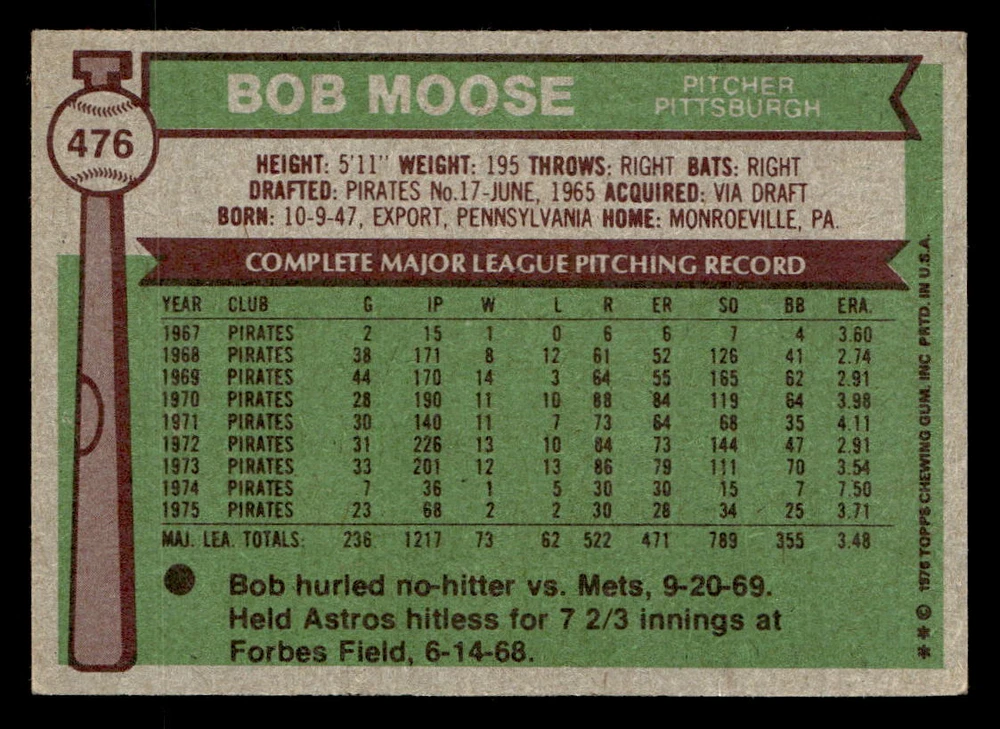 476
BOB MOOSE
PITCHER
PITTSBURGH
HEIGHT: 5'11" WEIGHT: 195 THROWS: RIGHT BATS: RIGHT
DRAFTED: PIRATES No.17-JUNE, 1965 ACQUIRED: VIA DRAFT
BORN: 10-9-47, EXPORT, PENNSYLVANIA HOME: MONROEVILLE, PA.
COMPLETE MAJOR LEAGUE PITCHING RECORD
YEAR CLUB G IP W L R ER SO BB ERA.
1967 PIRATES 2 15 1 0 6 6 7 4 3.60
1968 PIRATES 38 171 8 12 61 52 126 41 2.74
1969 PIRATES 44 170 14 3 64 55 165 62 2.91
1970 PIRATES 28 190 11 10 88 84 119 64 3.98
1971 PIRATES 30 140 11 7 73 64 68 35 4.11
1972 PIRATES 31 226 13 10 84 73 144 47 2.91
1973 PIRATES 33 201 12 13 86 79 111 70 3.54
1974 PIRATES 7 36 1 5 30 30 15 7 7.50
1975 PIRATES 23 68 2 2 30 28 34 25 3.71
MAJ. LEA. TOTALS: 236 1217 73 62 522 471 789 355 3.48
Bob hurled no-hitter vs. Mets, 9-20-69.
Held Astros hitless for 7 2/3 innings at
Forbes Field, 6-14-68.
** © 1976 TOPPS CHEWING GUM, INC PRTD. IN U.S.A.